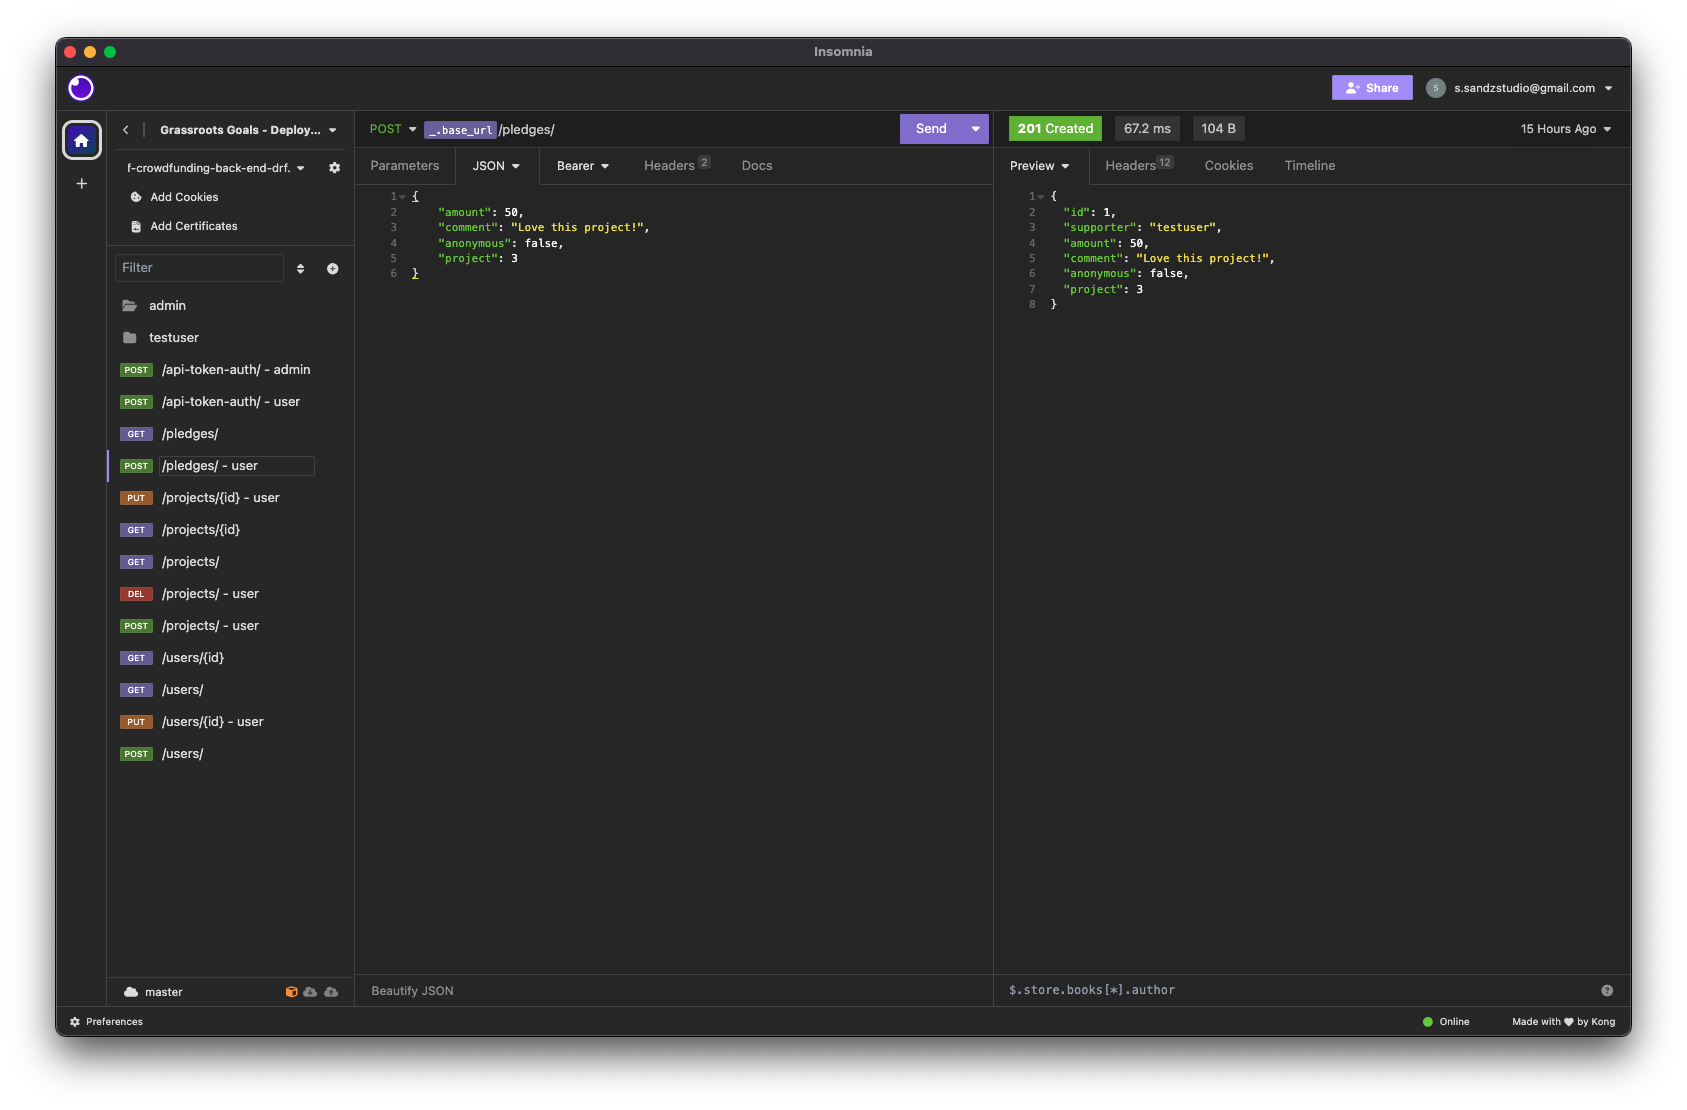 Insomnia
Share
S
s.sandzstudio@gmail.com
Grassroots Goals - Deploy...
f-crowdfunding-back-end-drf.
Add Cookies
Add Certificates
Filter
admin
testuser
POST /api-token-auth/ - admin
POST /api-token-auth/ - user
GET /pledges/
POST /pledges/ - user
PUT /projects/{id} - user
GET /projects/{id}
GET /projects/
DEL /projects/ - user
POST /projects/ - user
GET /users/{id}
GET /users/
PUT /users/{id} - user
POST /users/
master
POST _.base_url /pledges/
Send
Parameters JSON Bearer Headers 2 Docs
1 {
2 "amount": 50,
3 "comment": "Love this project!",
4 "anonymous": false,
5 "project": 3
6 }
Beautify JSON
201 Created 67.2 ms 104 B 15 Hours Ago
Preview Headers 12 Cookies Timeline
1 {
2 "id": 1,
3 "supporter": "testuser",
4 "amount": 50,
5 "comment": "Love this project!",
6 "anonymous": false,
7 "project": 3
8 }
$.store.books[*].author
?
Preferences
Online
Made with ♥ by Kong